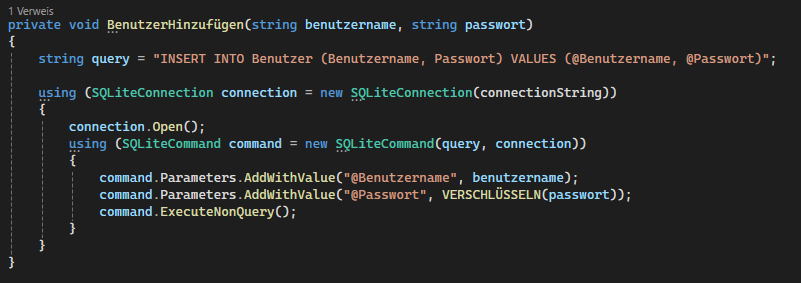 1 Verweis
private void BenutzerHinzufügen(string benutzername, string passwort)
{
string query = "INSERT INTO Benutzer (Benutzername, Passwort) VALUES (@Benutzername, @Passwort)";
using (SQLiteConnection connection = new SQLiteConnection(connectionString))
{
connection.Open();
using (SQLiteCommand command = new SQLiteCommand(query, connection))
{
command.Parameters.AddWithValue("@Benutzername", benutzername);
command.Parameters.AddWithValue("@Passwort", VERSCHLÜSSELN(passwort));
command.ExecuteNonQuery();
}
}
}